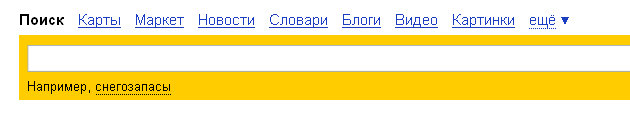 Поиск Карты Маркет Новости Словари Блоги Видео Картинки ещё ▼
Например, снегозапасы